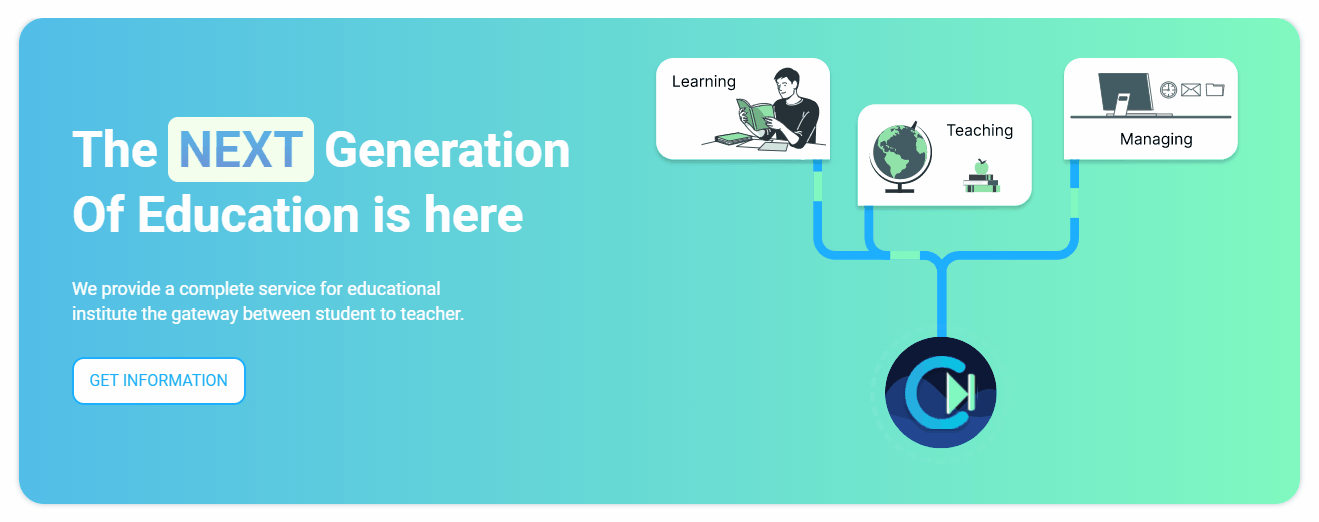 The NEXT Generation
Of Education is here
We provide a complete service for educational
institute the gateway between student to teacher.
GET INFORMATION
Learning
Teaching
Managing